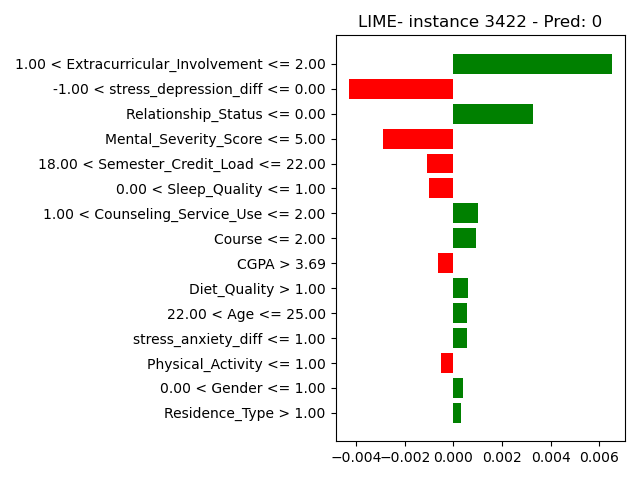 LIME- instance 3422 - Pred: 0
1.00 < Extracurricular_Involvement <= 2.00
-1.00 < stress_depression_diff <= 0.00
Relationship_Status <= 0.00
Mental_Severity_Score <= 5.00
18.00 < Semester_Credit_Load <= 22.00
0.00 < Sleep_Quality <= 1.00
1.00 < Counseling_Service_Use <= 2.00
Course <= 2.00
CGPA > 3.69
Diet_Quality > 1.00
22.00 < Age <= 25.00
stress_anxiety_diff <= 1.00
Physical_Activity <= 1.00
0.00 < Gender <= 1.00
Residence_Type > 1.00
−0.004 −0.002 0.000 0.002 0.004 0.006